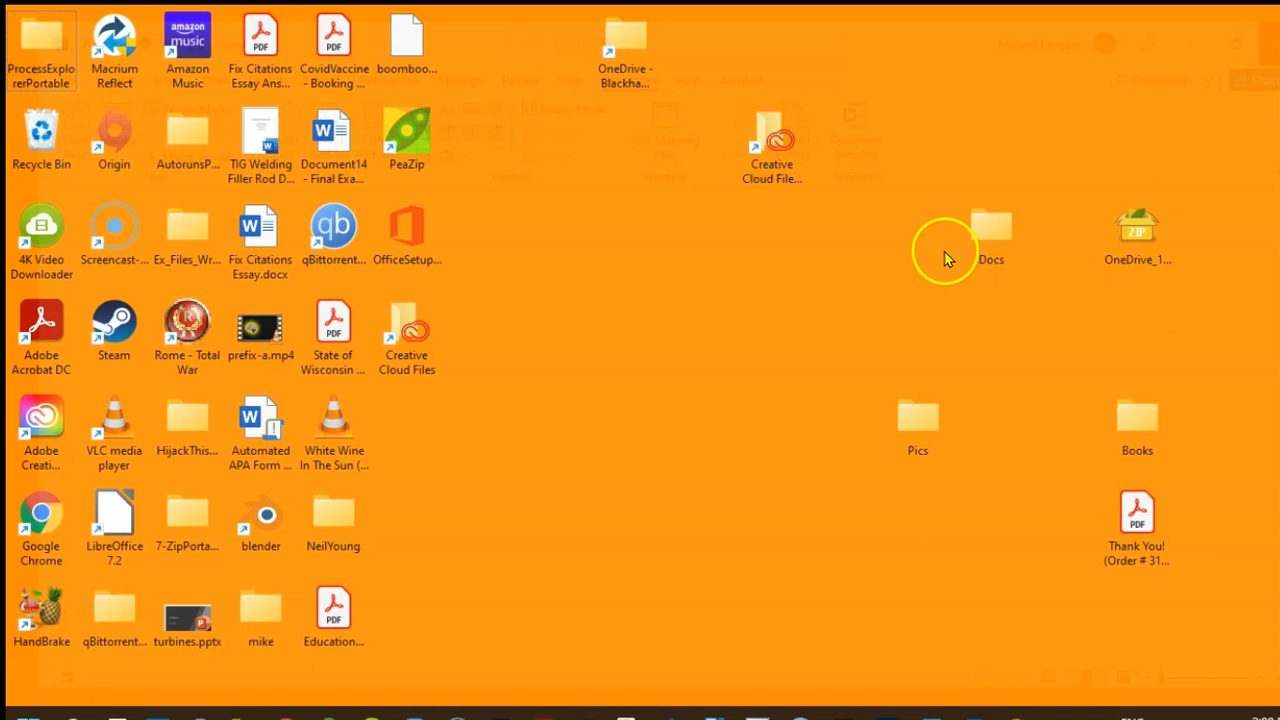 ProcessExplo
rerPortable
Macrium
Reflect
amazon
music
Amazon
Music
PDF
Fix Citations
Essay Ans...
PDF
CovidVaccine
- Booking ...
boomboo...
OneDrive -
Blackha...
Michael
Comments
Recycle Bin
Origin
AutorunsP...
TIG Welding
Filler Rod D...
Document14
- Final Exa...
PeaZip
Creative
Cloud File...
4K Video
Downloader
Screencast-...
Ex_Files_Wr...
Fix Citations
Essay.docx
qb
qBittorrent...
OfficeSetup...
Docs
ZIP
OneDrive_1...
Adobe
Acrobat DC
Steam
Rome - Total
War
prefix-a.mp4
PDF
State of
Wisconsin ...
Creative
Cloud Files
Adobe
Creati...
VLC media
player
HijackThis...
Automated
APA Form ...
White Wine
In The Sun (...
Pics
Books
Google
Chrome
LibreOffice
7.2
7-ZipPorta...
blender
NeilYoung
PDF
Thank You!
(Order # 31...
HandBrake
qBittorrent...
turbines.pptx
mike
PDF
Education...